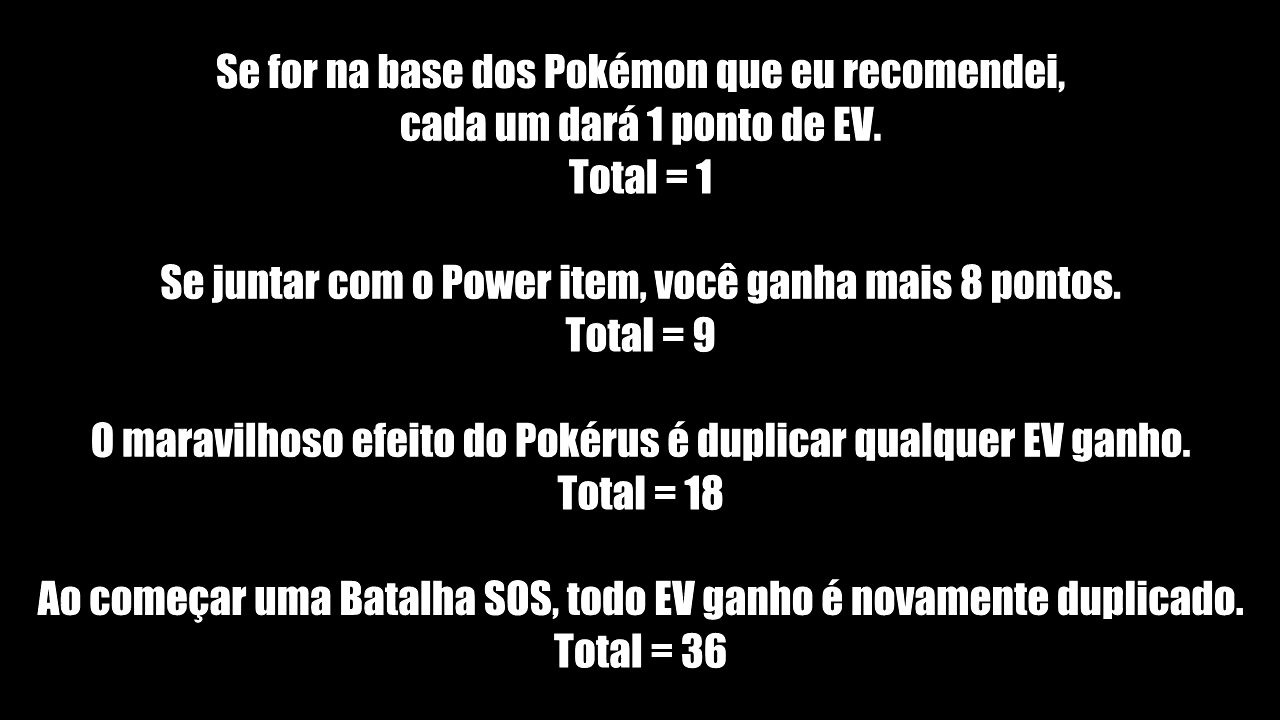 Se for na base dos Pokémon que eu recomendei,
cada um dará 1 ponto de EV.
Total = 1
Se juntar com o Power item, você ganha mais 8 pontos.
Total = 9
O maravilhoso efeito do Pokérus é duplicar qualquer EV ganho.
Total = 18
Ao começar uma Batalha SOS, todo EV ganho é novamente duplicado.
Total = 36